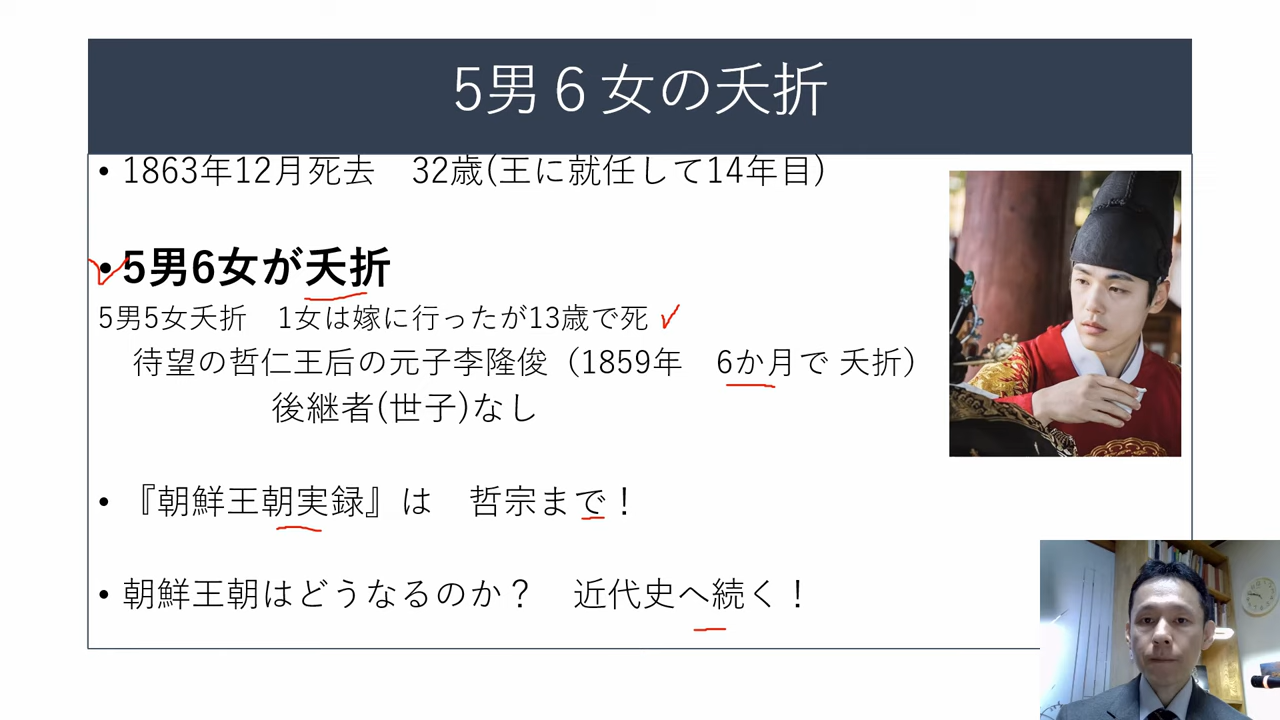 5男６女の夭折
• 1863年12月死去　32歳(王に就任して14年目)
• 5男6女が夭折
5男5女夭折　1女は嫁に行ったが13歳で死
待望の哲仁王后の元子李隆俊（1859年　6か月で 夭折）
後継者(世子)なし
• 『朝鮮王朝実録』は　哲宗まで！
• 朝鮮王朝はどうなるのか？　近代史へ続く！